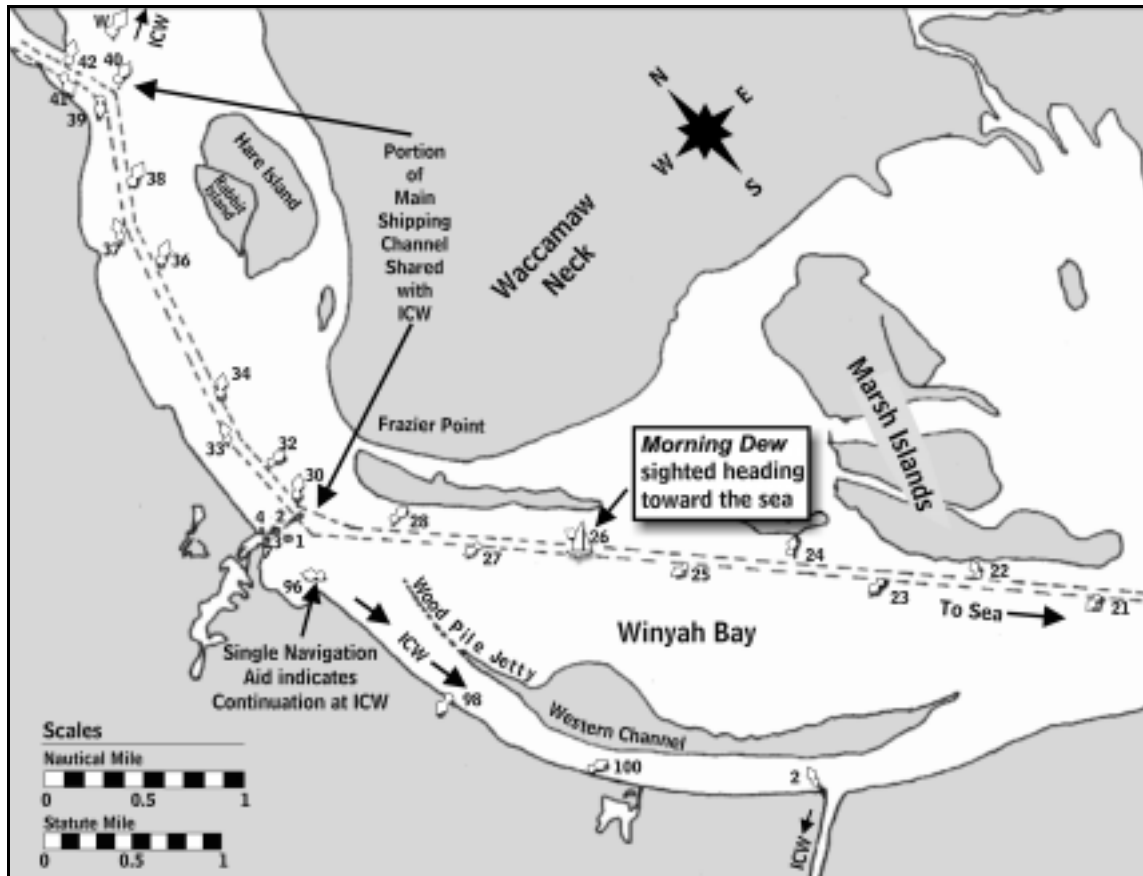 W
ICW
42
40
41
39
38
37
36
Hare Island
Rabbit
Island
Portion
of
Main
Shipping
Channel
Shared
with
ICW
N
E
W
S
Waccamaw
Neck
34
33
32
30
Frazier Point
Morning Dew
sighted heading
toward the sea
Marsh Islands
4
2
3
1
28
27
26
25
24
23
22
21
To Sea
96
Wood Pile Jetty
ICW
Winyah Bay
Single Navigation
Aid indicates
Continuation at ICW
98
Western Channel
100
2
ICW
Scales
Nautical Mile
0 0.5 1
Statute Mile
0 0.5 1